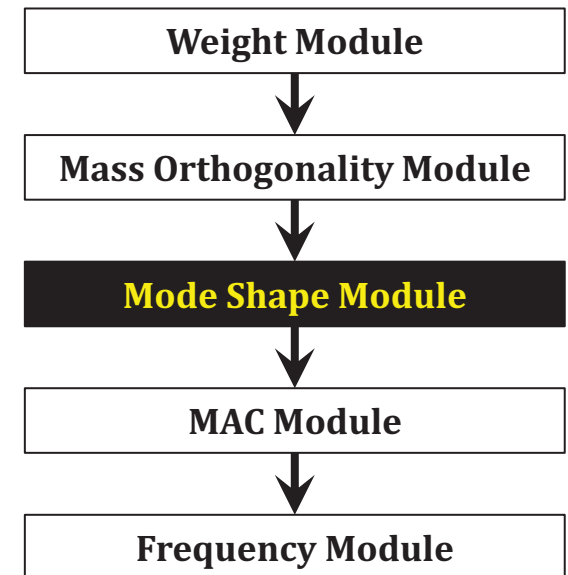 Weight Module
Mass Orthogonality Module
Mode Shape Module
MAC Module
Frequency Module